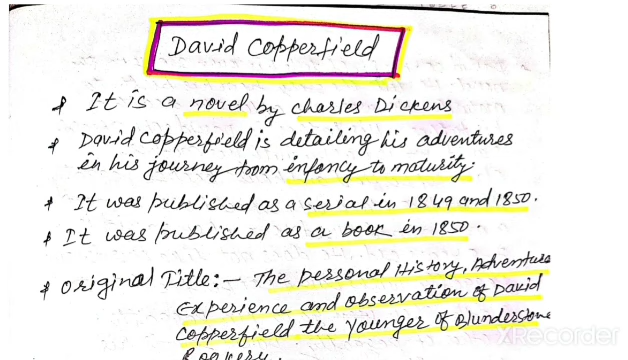 David Copperfield
* It is a novel by Charles Dickens
* David Copperfield is detailing his adventures
in his journey from infancy to maturity.
* It was published as a serial in 1849 and 1850.
* It was published as a book in 1850.
* Original Title:- The personal History, Adventure
Experience and observation of David
Copperfield the Younger of Blunderstone
Rookery.
XRecorder